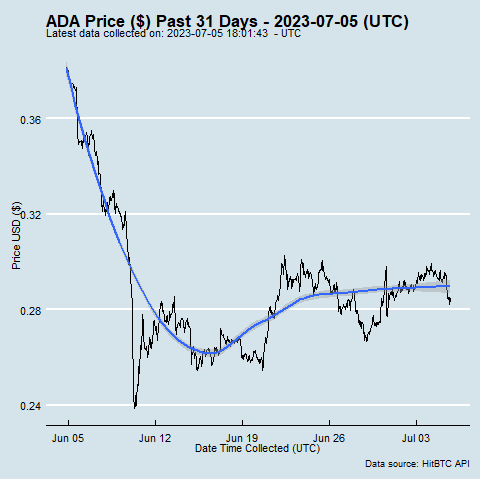 ADA Price ($) Past 31 Days - 2023-07-05 (UTC)
Latest data collected on: 2023-07-05 18:01:43 - UTC
Price USD ($)
0.36
0.32
0.28
0.24
Jun 05
Jun 12
Jun 19
Jun 26
Jul 03
Date Time Collected (UTC)
Data source: HitBTC API